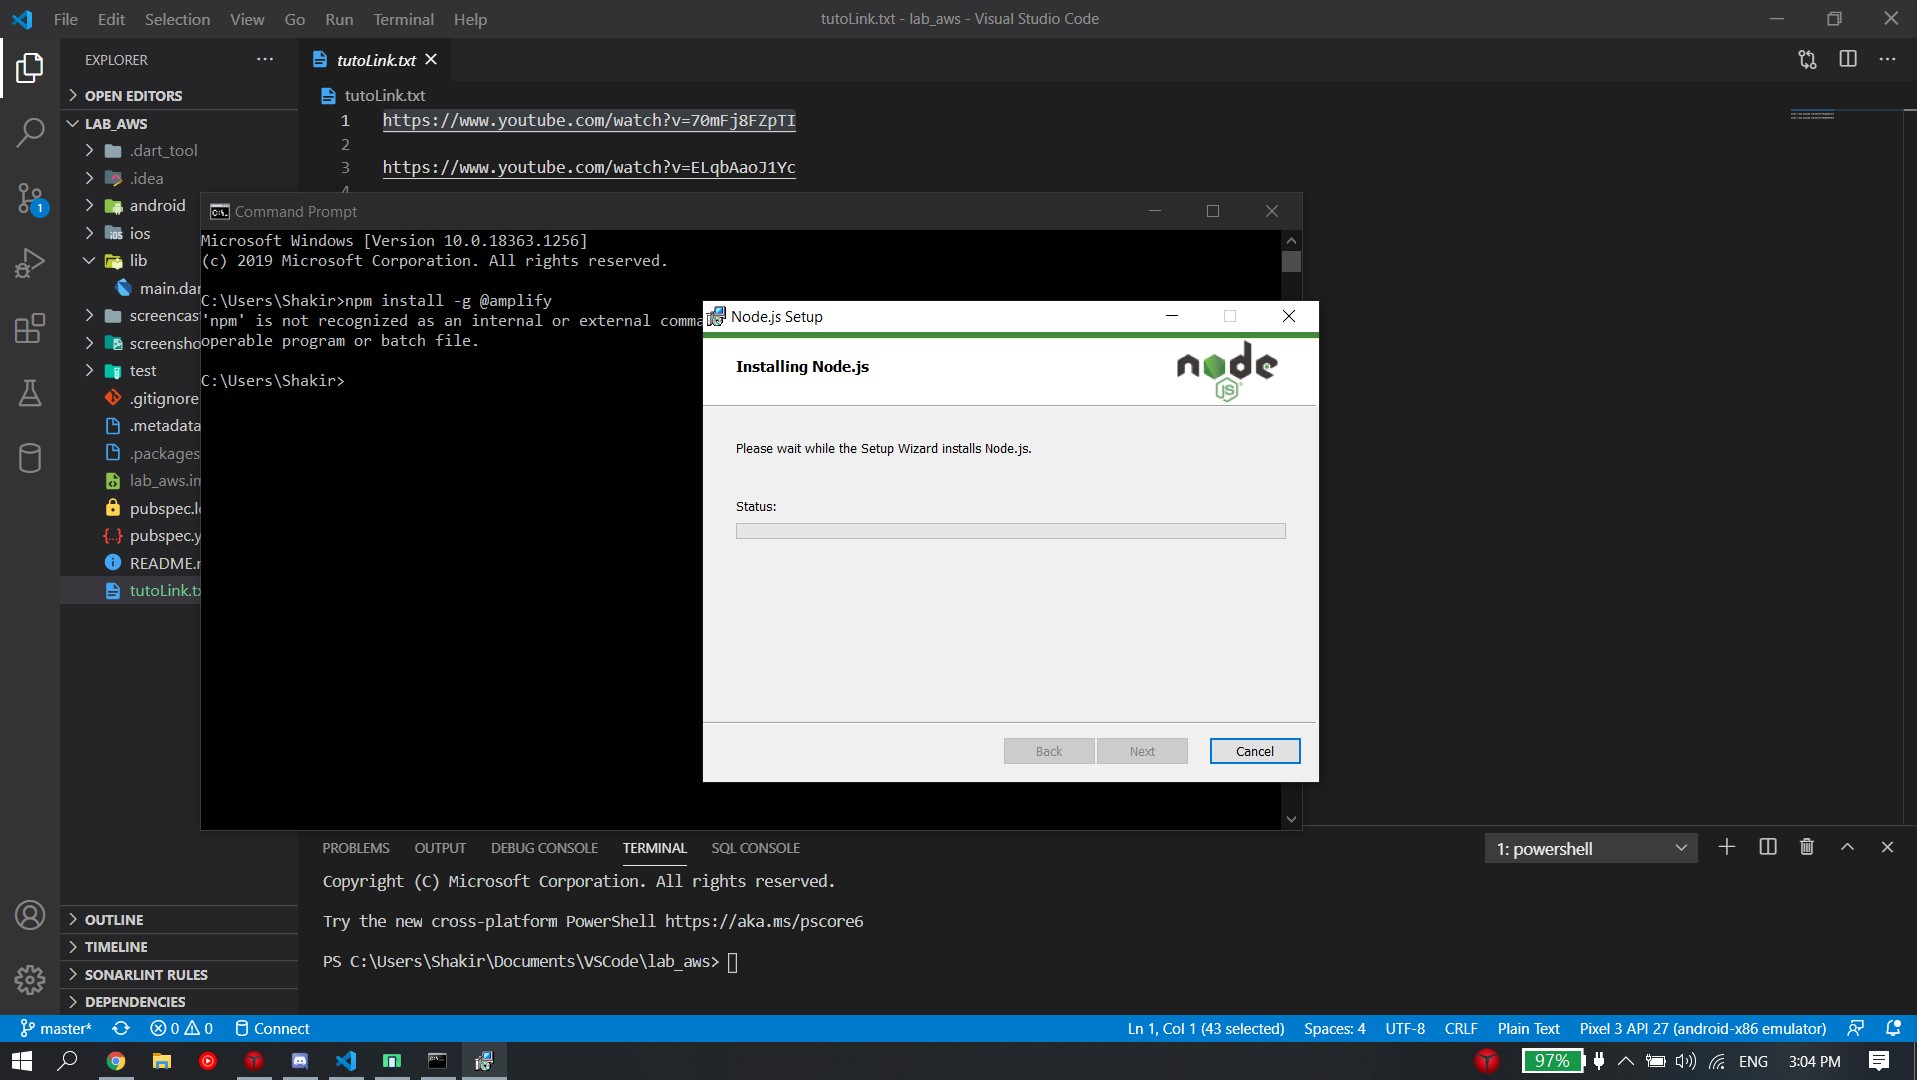 File Edit Selection View Go Run Terminal Help
tutoLink.txt - lab_aws - Visual Studio Code
EXPLORER
tutoLink.txt
OPEN EDITORS
tutoLink.txt
LAB_AWS
1 https://www.youtube.com/watch?v=70mFj8FZpTI
2
3 https://www.youtube.com/watch?v=ELqbAaoJ1Yc
4
.dart_tool
.idea
android
ios
lib
main.dar
screencas
screensho
test
.gitignore
.metadata
.packages
lab_aws.im
pubspec.l
pubspec.y
README.
tutoLink.tx
1
Command Prompt
Microsoft Windows [Version 10.0.18363.1256]
(c) 2019 Microsoft Corporation. All rights reserved.
C:\Users\Shakir>npm install -g @amplify
'npm' is not recognized as an internal or external comma
operable program or batch file.
C:\Users\Shakir>
Node.js Setup
Installing Node.js
node
JS
Please wait while the Setup Wizard installs Node.js.
Status:
Back Next Cancel
PROBLEMS OUTPUT DEBUG CONSOLE TERMINAL SQL CONSOLE
1: powershell
Copyright (C) Microsoft Corporation. All rights reserved.
Try the new cross-platform PowerShell https://aka.ms/pscore6
PS C:\Users\Shakir\Documents\VSCode\lab_aws>
OUTLINE
TIMELINE
SONARLINT RULES
DEPENDENCIES
master* 0 0 Connect
Ln 1, Col 1 (43 selected) Spaces: 4 UTF-8 CRLF Plain Text Pixel 3 API 27 (android-x86 emulator)
97% ENG 3:04 PM